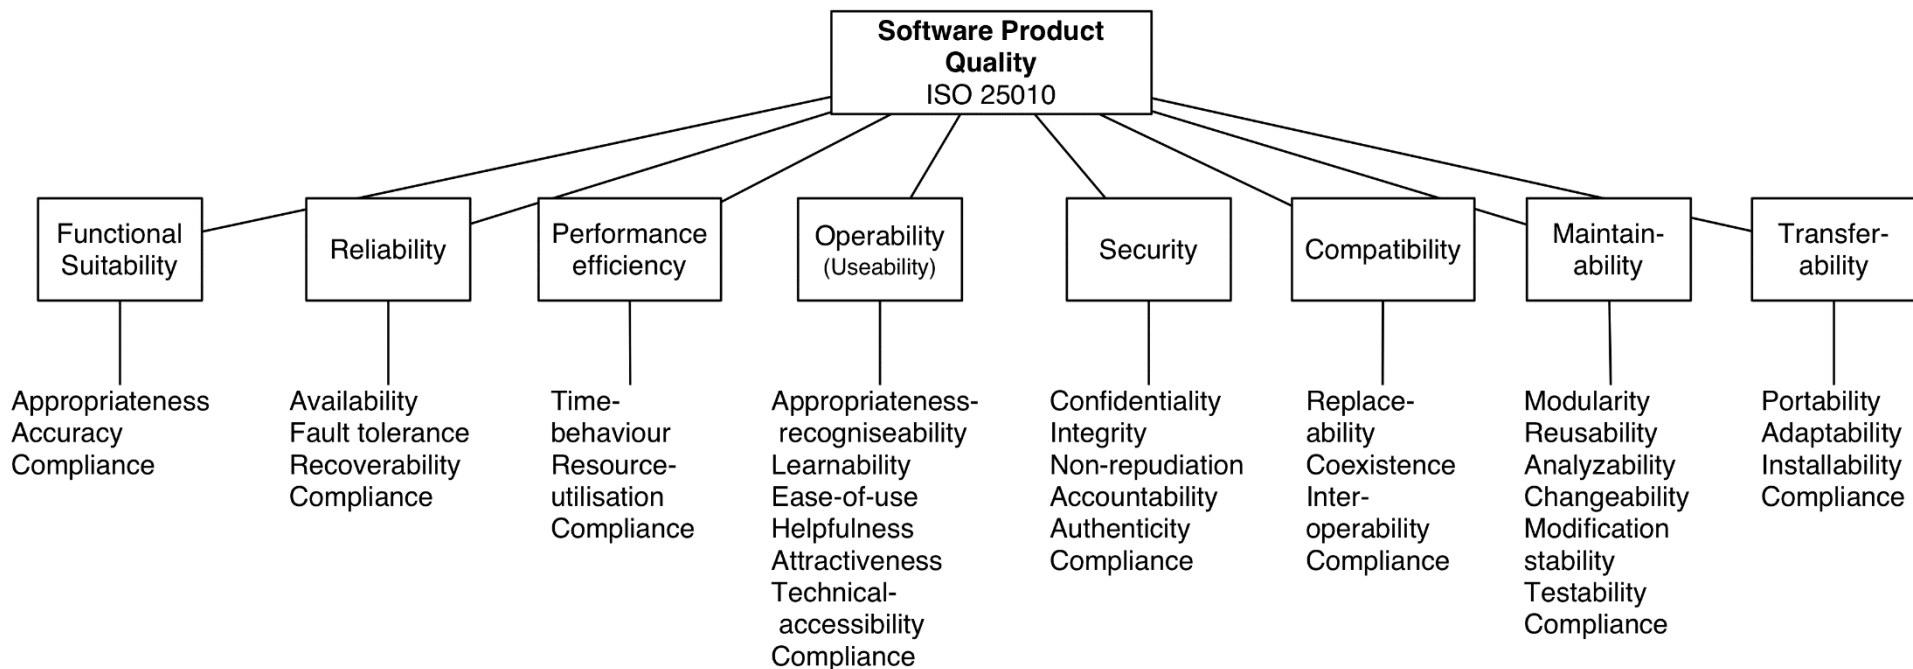 Software Product
Quality
ISO 25010
Functional
Suitability
Reliability
Performance
efficiency
Operability
(Useability)
Security
Compatibility
Maintain-
ability
Transfer-
ability
Appropriateness
Accuracy
Compliance
Availability
Fault tolerance
Recoverability
Compliance
Time-
behaviour
Resource-
utilisation
Compliance
Appropriateness-
recogniseability
Learnability
Ease-of-use
Helpfulness
Attractiveness
Technical-
accessibility
Compliance
Confidentiality
Integrity
Non-repudiation
Accountability
Authenticity
Compliance
Replace-
ability
Coexistence
Inter-
operability
Compliance
Modularity
Reusability
Analyzability
Changeability
Modification
stability
Testability
Compliance
Portability
Adaptability
Installability
Compliance